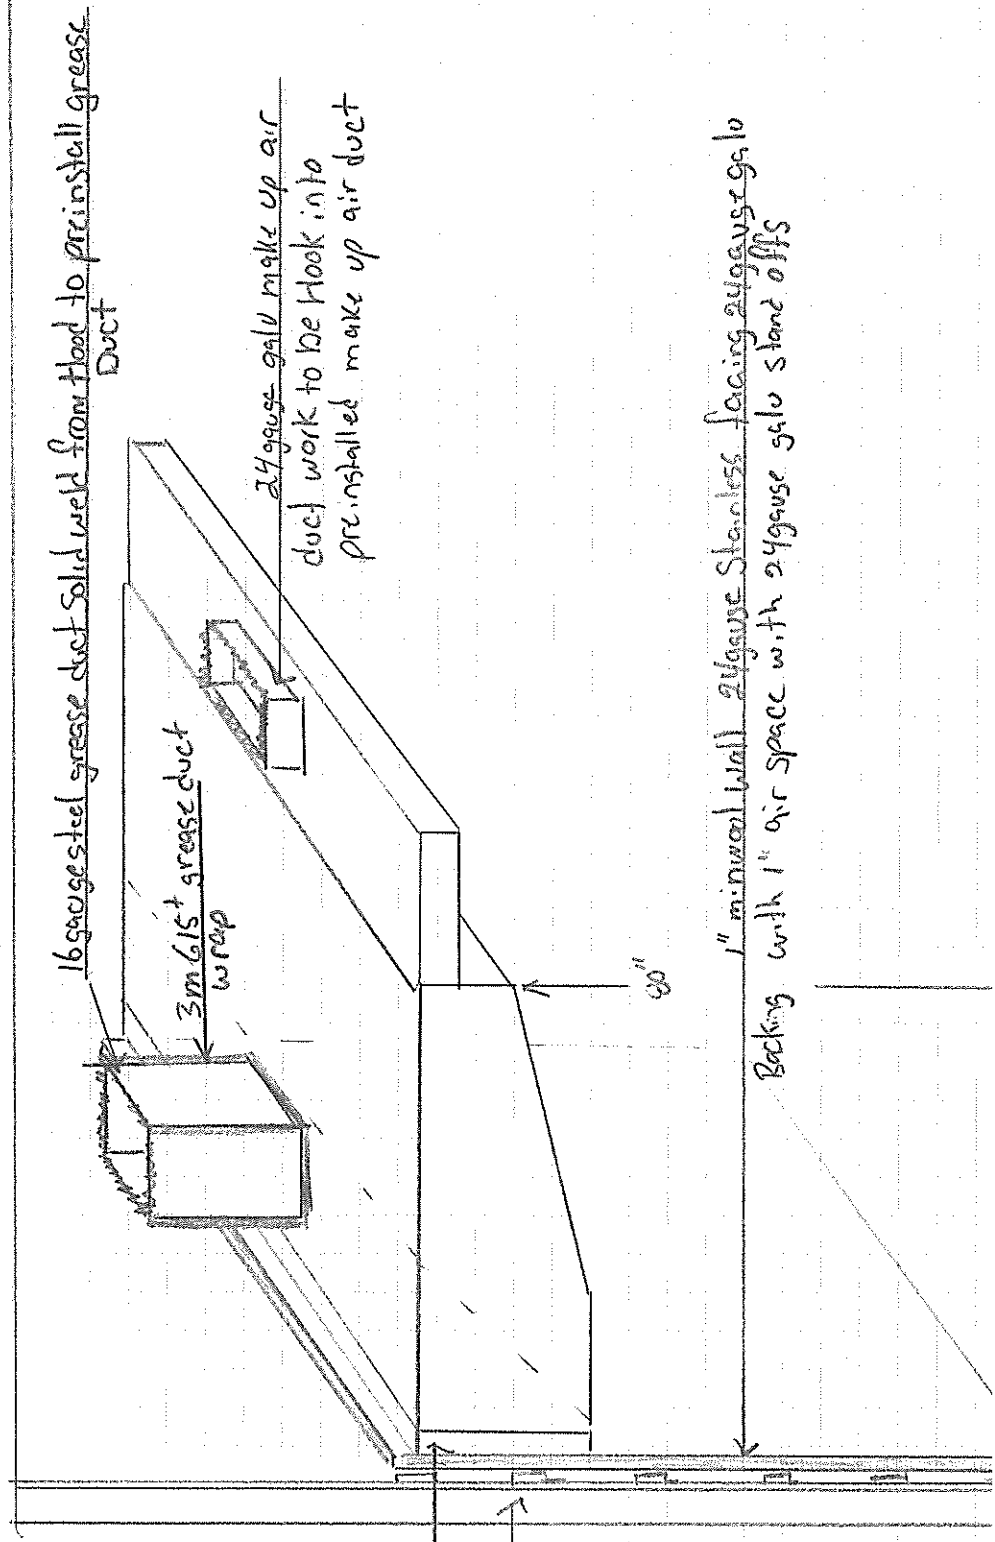 16gauge steel grease duct Solid weld from Hood to preinstall grease
Duct
3m 615+ grease duct
wrap
24gauge galv make up air
duct work to be Hook into
preinstalled make up air duct
80"
1" minwool wall 24gauge Stainless facing 24gauge galv
Backing with 1" air space with 24gauge galv stand offs